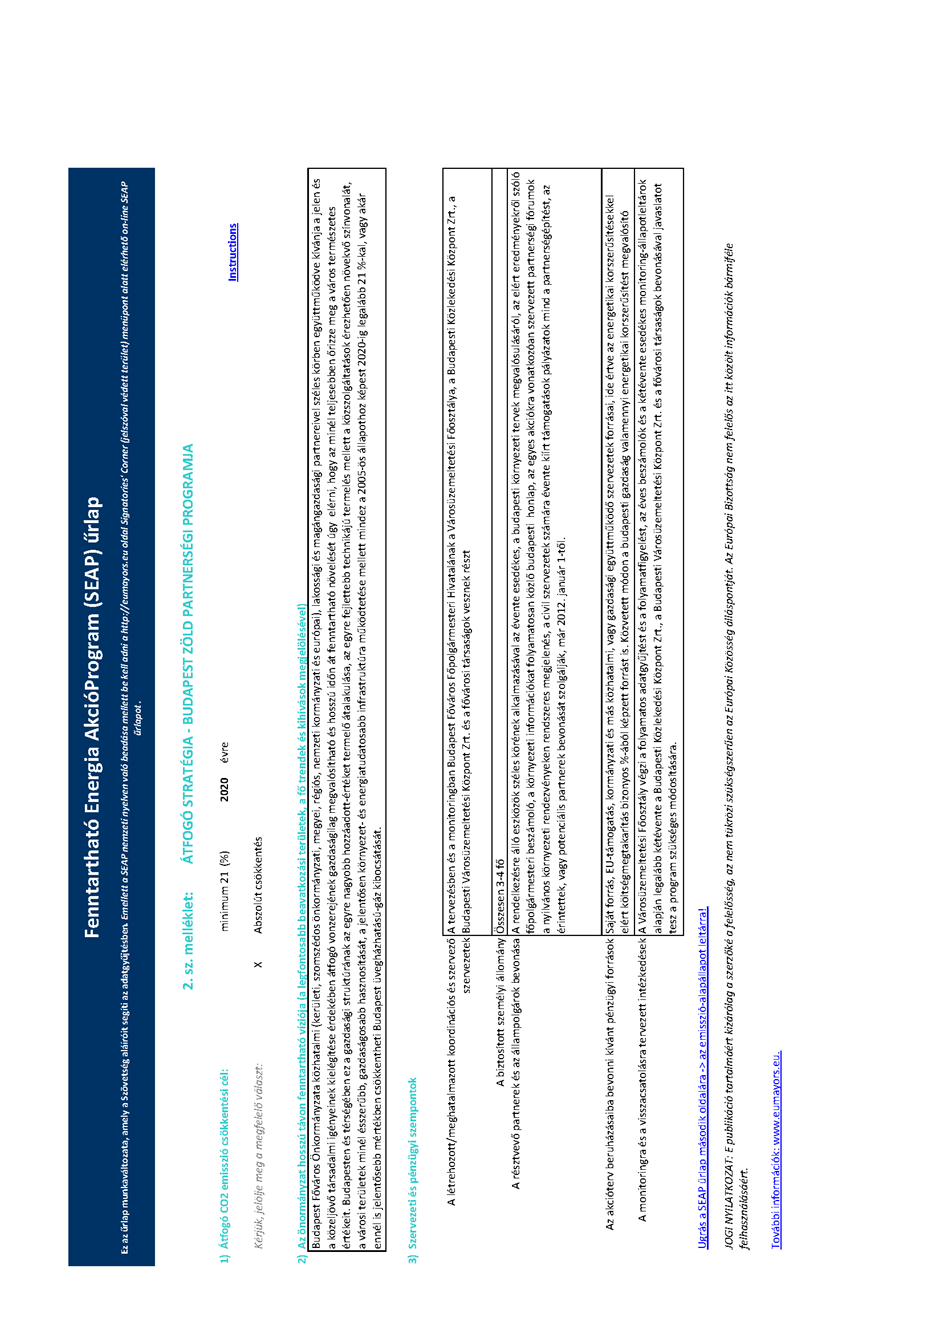 Fenntartható Energia AkcióProgram (SEAP) űrlap
Ez az űrlap munkaváltozata, amely a Szövetség aláíróit segíti az adatgyűjtésben. Emellett a SEAP nemzeti nyelven való beadása mellett be kell adni a http://eumayors.eu oldal Signatories' Corner (jelszóval védett terület) menüpont alatt elérhető on-line SEAP
űrlapot.
2. sz. melléklet: ÁTFOGÓ STRATÉGIA - BUDAPEST ZÖLD PARTNERSÉGI PROGRAMJA
1) Átfogó CO2 emisszió csökkentési cél: minimum 21 (%) 2020 évre
Instructions
Kérjük, jelölje meg a megfelelő választ: X Abszolút csökkentés
2) Az önormányzat hosszú távon fenntartható víziója (a legfontosabb beavatkozási területek, a fő trendek és kihívások megjelölésével)
Budapest Főváros Önkormányzata közhatalmi (kerületi, szomszédos önkormányzati, megyei, régiós, nemzeti kormányzati és európai), lakossági és magángazdasági partnereivel széles körben együttműködve kívánja a jelen és
a közeljövő társadalmi igényeinek kielégítése érdekében átfogó vonzerejének gazdaságilag megvalósítható és hosszú időn át fenntartható növelését úgy elérni, hogy az minél teljesebben őrizze meg a város természetes
értékeit. Budapesten és térségében ez a gazdasági struktúrának az egyre nagyobb hozzáadott-értéket termelő átalakulása, az egyre fejlettebb technikájú termelés mellett a közszolgáltatások érezhetően növekvő színvonalát,
a városi területek minél ésszerűbb, gazdaságosabb hasznosítását, a jelentősen környezet- és energiatudatosabb infrastruktúra működtetése mellett mindez a 2005-ös állapothoz képest 2020-ig legalább 21 %-kal, vagy akár
ennél is jelentősebb mértékben csökkentheti Budapest üvegházhatású-gáz kibocsátását.
3) Szervezeti és pénzügyi szempontok
A létrehozott/meghatalmazott koordinációs és szervező A tervezésben és a monitoringban Budapest Főváros Főpolgármesteri Hivatalának a Városüzemeltetési Főosztálya, a Budapesti Közlekedési Központ Zrt., a
szervezetek Budapesti Városüzemeltetési Központ Zrt. és a fővárosi társaságok vesznek részt
A biztosított személyi állomány Összesen 3-4 fő
A résztvevő partnerek és az állampolgárok bevonása A rendelkezésre álló eszközök széles körének alkalmazásával az évente esedékes, a budapesti környezeti tervek megvalósulásáról, az elért eredményekről szóló
főpolgármesteri beszámoló, a környezeti információkat folyamatosan közlő budapesti honlap, az egyes akciókra vonatkozóan szervezett partnerségi fórumok
a nyilvános környezeti rendezvényeken rendszeres megjelenés, a civil szervezetek számára évente kiírt támogatások pályázatok mind a partnerségépítést, az
érintettek, vagy potenciális partnerek bevonását szolgálják, már 2012. január 1-től.
Az akcióterv beruházásaiba bevonni kívánt pénzügyi források Saját forrás, EU-támogatás, kormányzati és más közhatalmi, vagy gazdasági együttműködő szervezetek forrásai, ide értve az energetikai korszerűsítésekkel
elért költségmegtakarítás bizonyos %-ából képzett forrást is. Közvetett módon a budapesti gazdaság valamennyi energetikai korszerűsítést megvalósító
A monitoringra és a visszacsatolásra tervezett intézkedések A Városüzemeltetési Főosztály végzi a folyamatos adatgyűjtést és a folyamatfigyelést, az éves beszámolók és a kétévente esedékes monitoring-állapotleltárok
alapján legalább kétévente a Budapesti Közlekedési Központ Zrt., a Budapesti Városüzemeltetési Központ Zrt. és a fővárosi társaságok bevonásával javaslatot
tesz a program szükséges módosítására.
Ugrás a SEAP űrlap második oldalára -> az emisszió-alapállapot leltárra!
JOGI NYILATKOZAT: E publikáció tartalmáért kizárólag a szerzőké a felelősség, az nem tükrözi szükségszerűen az Európai Közösség álláspontját. Az Európai Bizottság nem felelős az itt közölt információk bármiféle
felhasználásáért.
További információk: www.eumayors.eu.